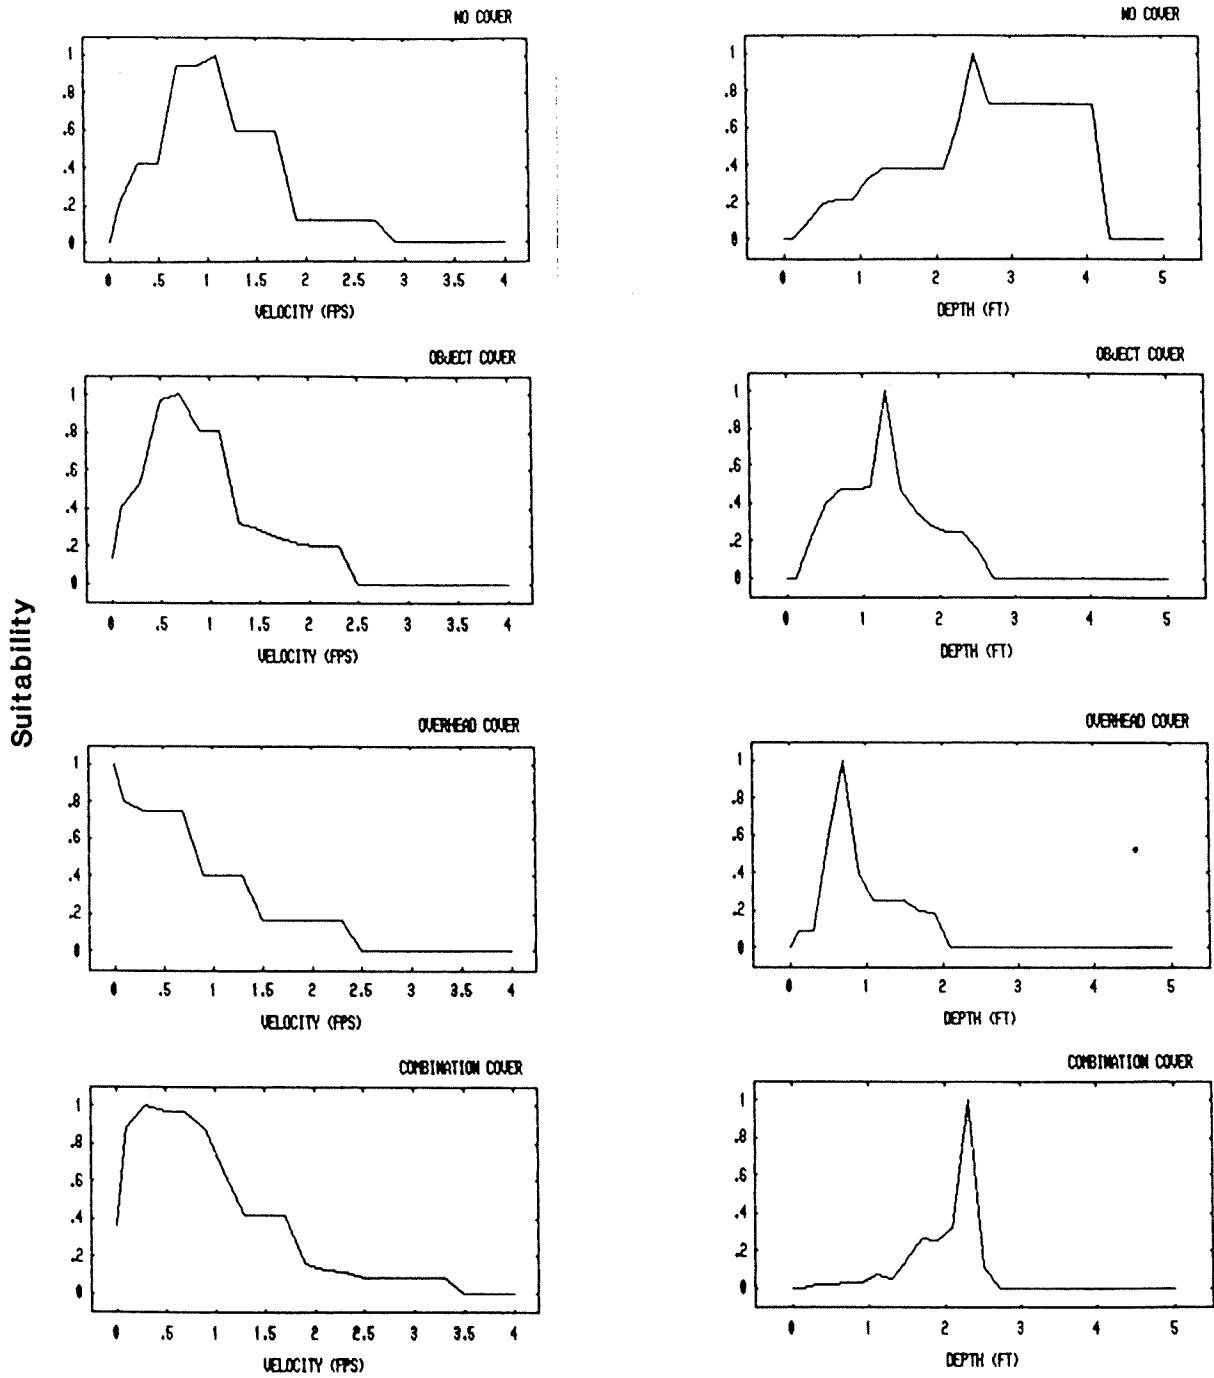 Suitability
NO COVER
1
.8
.6
.4
.2
0
0 .5 1 1.5 2 2.5 3 3.5 4
VELOCITY (FPS)
NO COVER
1
.8
.6
.4
.2
0
0 1 2 3 4 5
DEPTH (FT)
OBJECT COVER
1
.8
.6
.4
.2
0
0 .5 1 1.5 2 2.5 3 3.5 4
VELOCITY (FPS)
OBJECT COVER
1
.8
.6
.4
.2
0
0 1 2 3 4 5
DEPTH (FT)
OVERHEAD COVER
1
.8
.6
.4
.2
0
0 .5 1 1.5 2 2.5 3 3.5 4
VELOCITY (FPS)
OVERHEAD COVER
1
.8
.6
.4
.2
0
0 1 2 3 4 5
DEPTH (FT)
COMBINATION COVER
1
.8
.6
.4
.2
0
0 .5 1 1.5 2 2.5 3 3.5 4
VELOCITY (FPS)
COMBINATION COVER
1
.8
.6
.4
.2
0
0 1 2 3 4 5
DEPTH (FT)